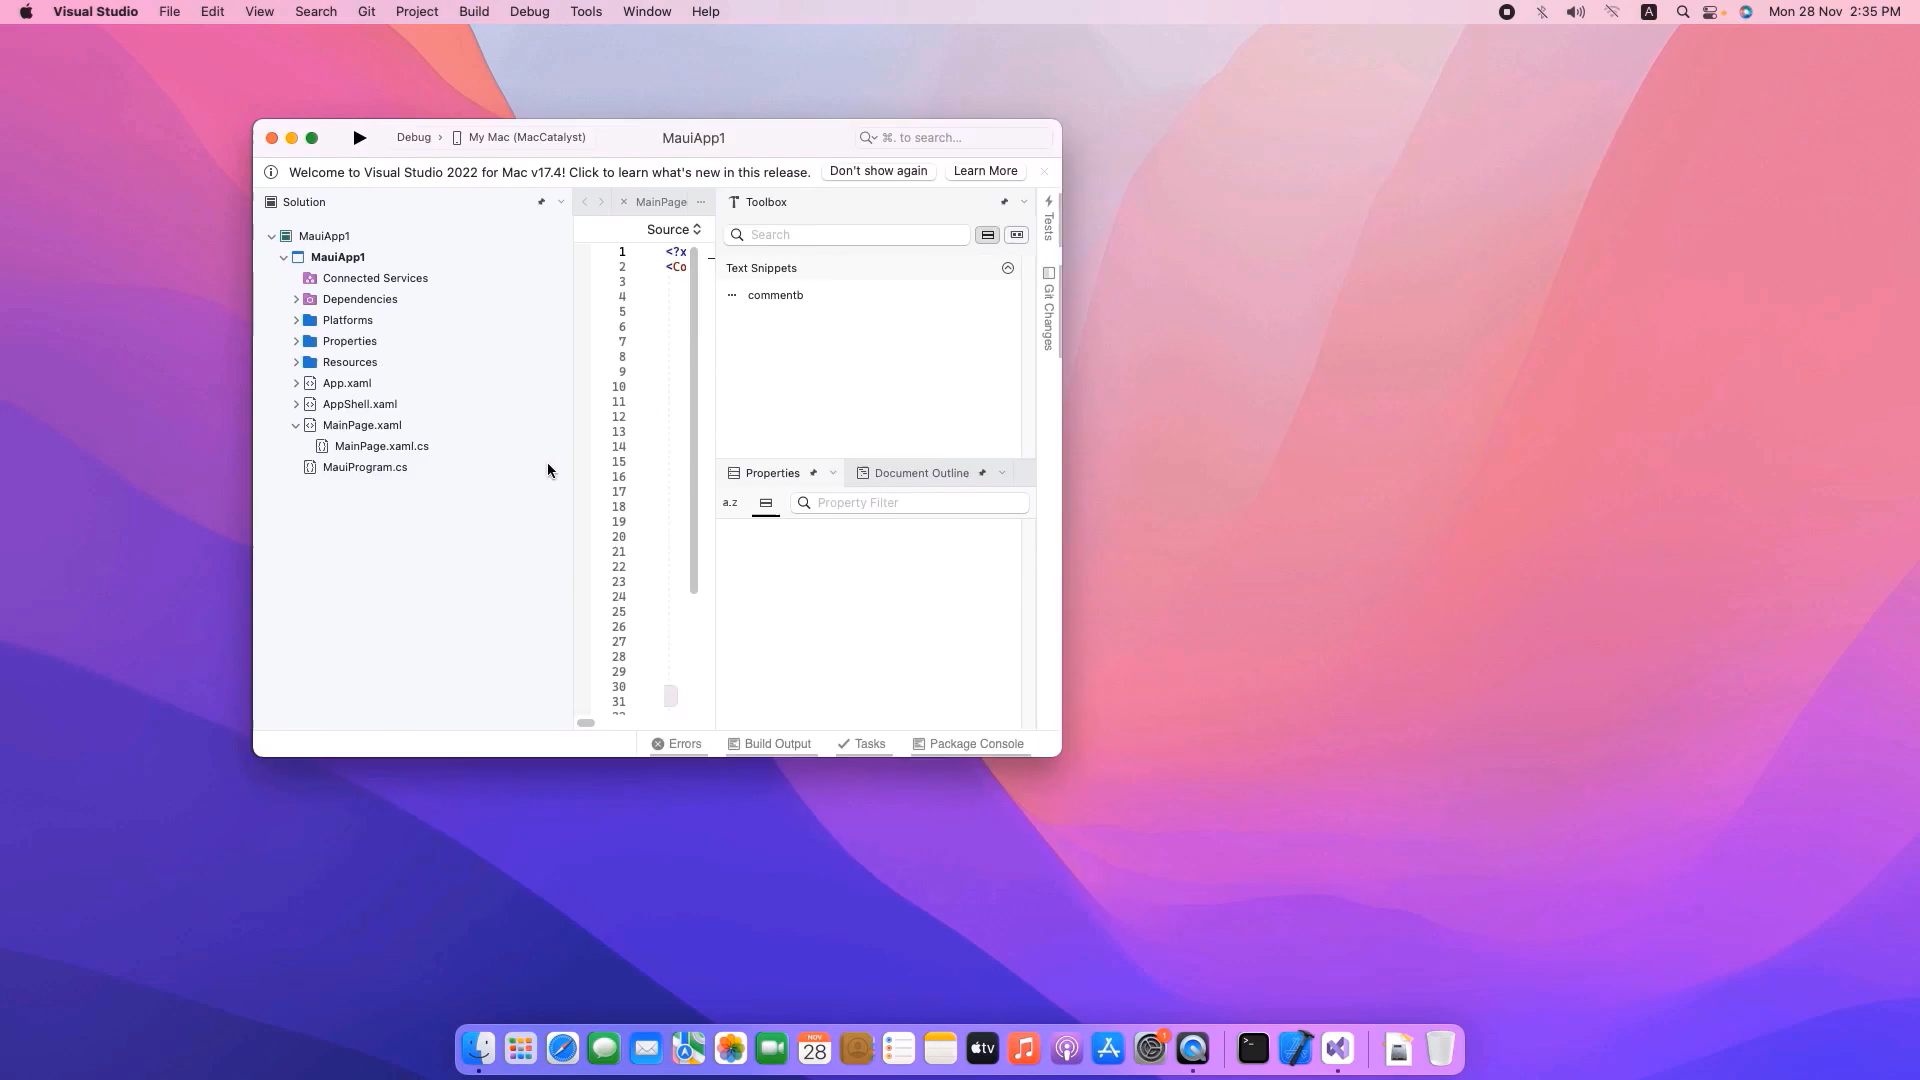 Visual Studio File Edit View Search Git Project Build Debug Tools Window Help
A Mon 28 Nov 2:35 PM
Debug › My Mac (MacCatalyst) MauiApp1 ⌘. to search...
Welcome to Visual Studio 2022 for Mac v17.4! Click to learn what's new in this release. Don't show again Learn More
Solution
MauiApp1
MauiApp1
Connected Services
Dependencies
Platforms
Properties
Resources
App.xaml
AppShell.xaml
MainPage.xaml
MainPage.xaml.cs
MauiProgram.cs
MainPage
Source
1 <?x
2 <Co
3
4
5
6
7
8
9
10
11
12
13
14
15
16
17
18
19
20
21
22
23
24
25
26
27
28
29
30
31
Toolbox
Search
Text Snippets
commentb
Properties Document Outline
a.z Property Filter
Tests
Git Changes
Errors Build Output Tasks Package Console
NOV
28
tv
1
>_